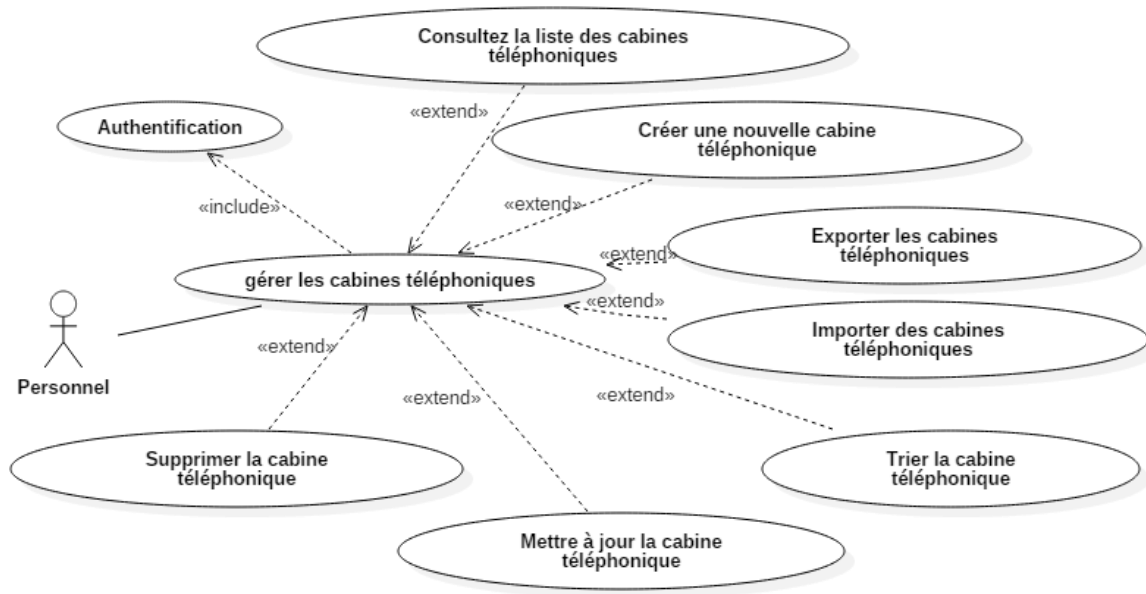 Consultez la liste des cabines
téléphoniques
«extend»
Authentification
Créer une nouvelle cabine
téléphonique
«include»
«extend»
Exporter les cabines
téléphoniques
«extend»
gérer les cabines téléphoniques
«extend»
Importer des cabines
téléphoniques
«extend»
Personnel
«extend»
«extend»
Supprimer la cabine
téléphonique
Trier la cabine
téléphonique
Mettre à jour la cabine
téléphonique